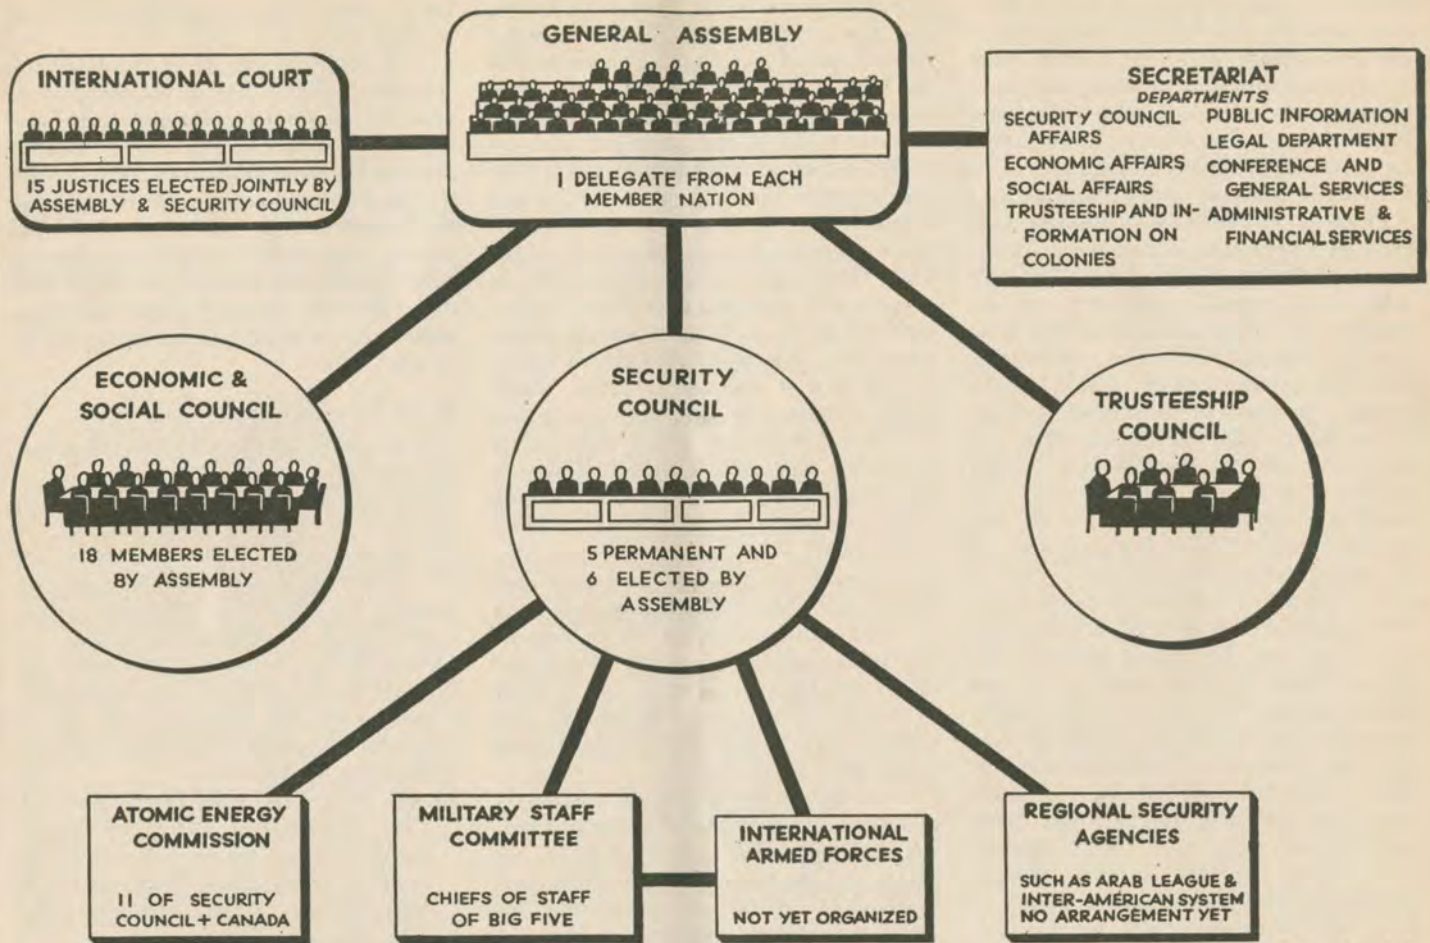 GENERAL ASSEMBLY
1 DELEGATE FROM EACH
MEMBER NATION
INTERNATIONAL COURT
15 JUSTICES ELECTED JOINTLY BY
ASSEMBLY & SECURITY COUNCIL
SECRETARIAT
DEPARTMENTS
SECURITY COUNCIL
AFFAIRS
ECONOMIC AFFAIRS
SOCIAL AFFAIRS
TRUSTEESHIP AND IN-
FORMATION ON
COLONIES
PUBLIC INFORMATION
LEGAL DEPARTMENT
CONFERENCE AND
GENERAL SERVICES
ADMINISTRATIVE &
FINANCIAL SERVICES
ECONOMIC &
SOCIAL COUNCIL
18 MEMBERS ELECTED
BY ASSEMBLY
SECURITY
COUNCIL
5 PERMANENT AND
6 ELECTED BY
ASSEMBLY
TRUSTEESHIP
COUNCIL
ATOMIC ENERGY
COMMISSION
11 OF SECURITY
COUNCIL + CANADA
MILITARY STAFF
COMMITTEE
CHIEFS OF STAFF
OF BIG FIVE
INTERNATIONAL
ARMED FORCES
NOT YET ORGANIZED
REGIONAL SECURITY
AGENCIES
SUCH AS ARAB LEAGUE &
INTER-AMERICAN SYSTEM
NO ARRANGEMENT YET